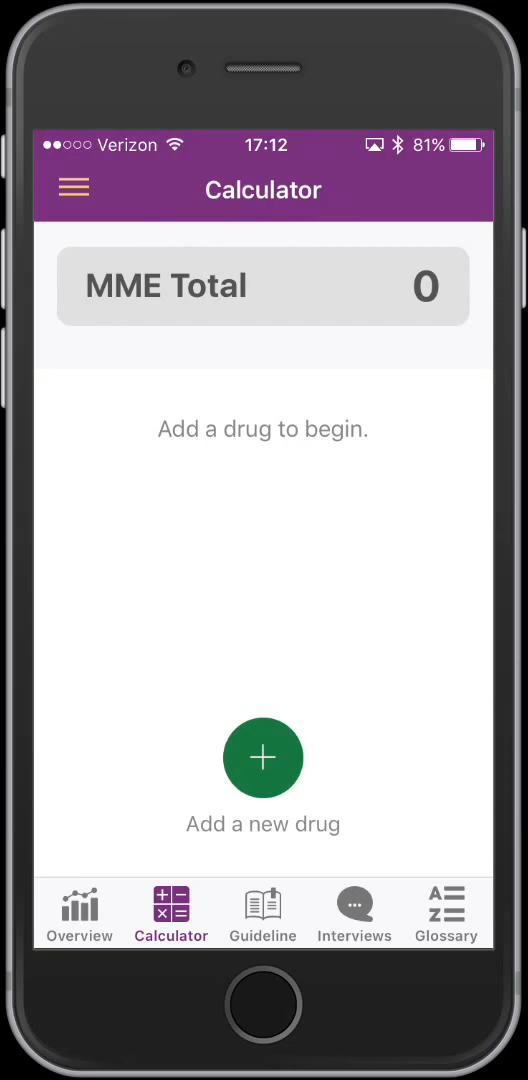 Verizon 17:12 81%
Calculator
MME Total 0
Add a drug to begin.
Add a new drug
Overview Calculator Guideline Interviews Glossary